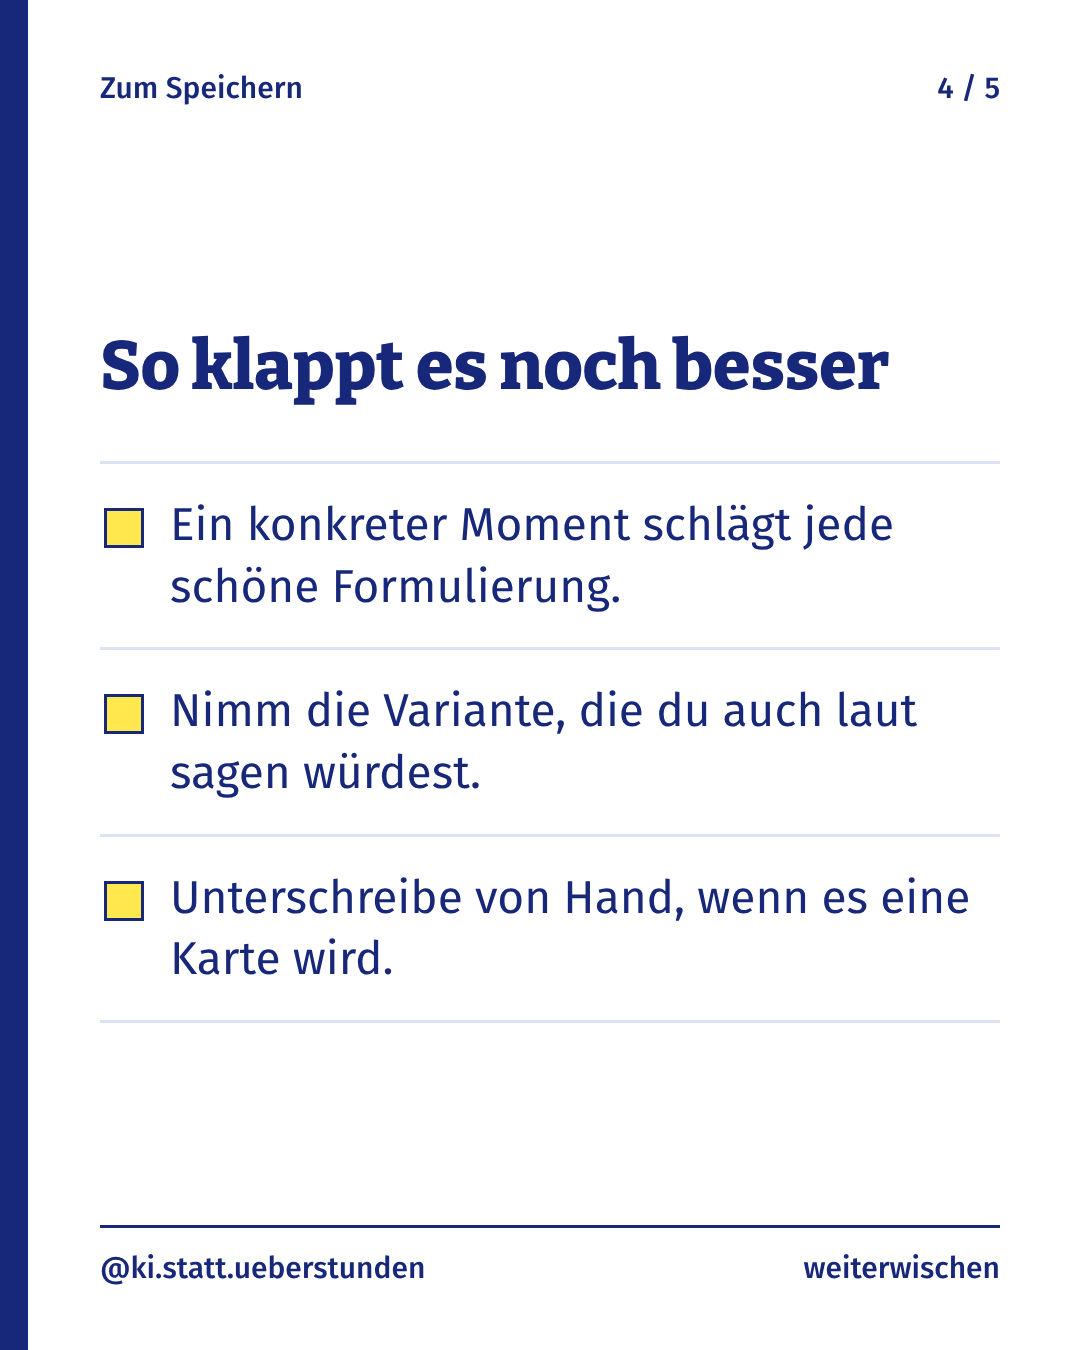 Zum Speichern
4 / 5
So klappt es noch besser
Ein konkreter Moment schlägt jede
schöne Formulierung.
Nimm die Variante, die du auch laut
sagen würdest.
Unterschreibe von Hand, wenn es eine
Karte wird.
@ki.statt.ueberstunden
weiterwischen